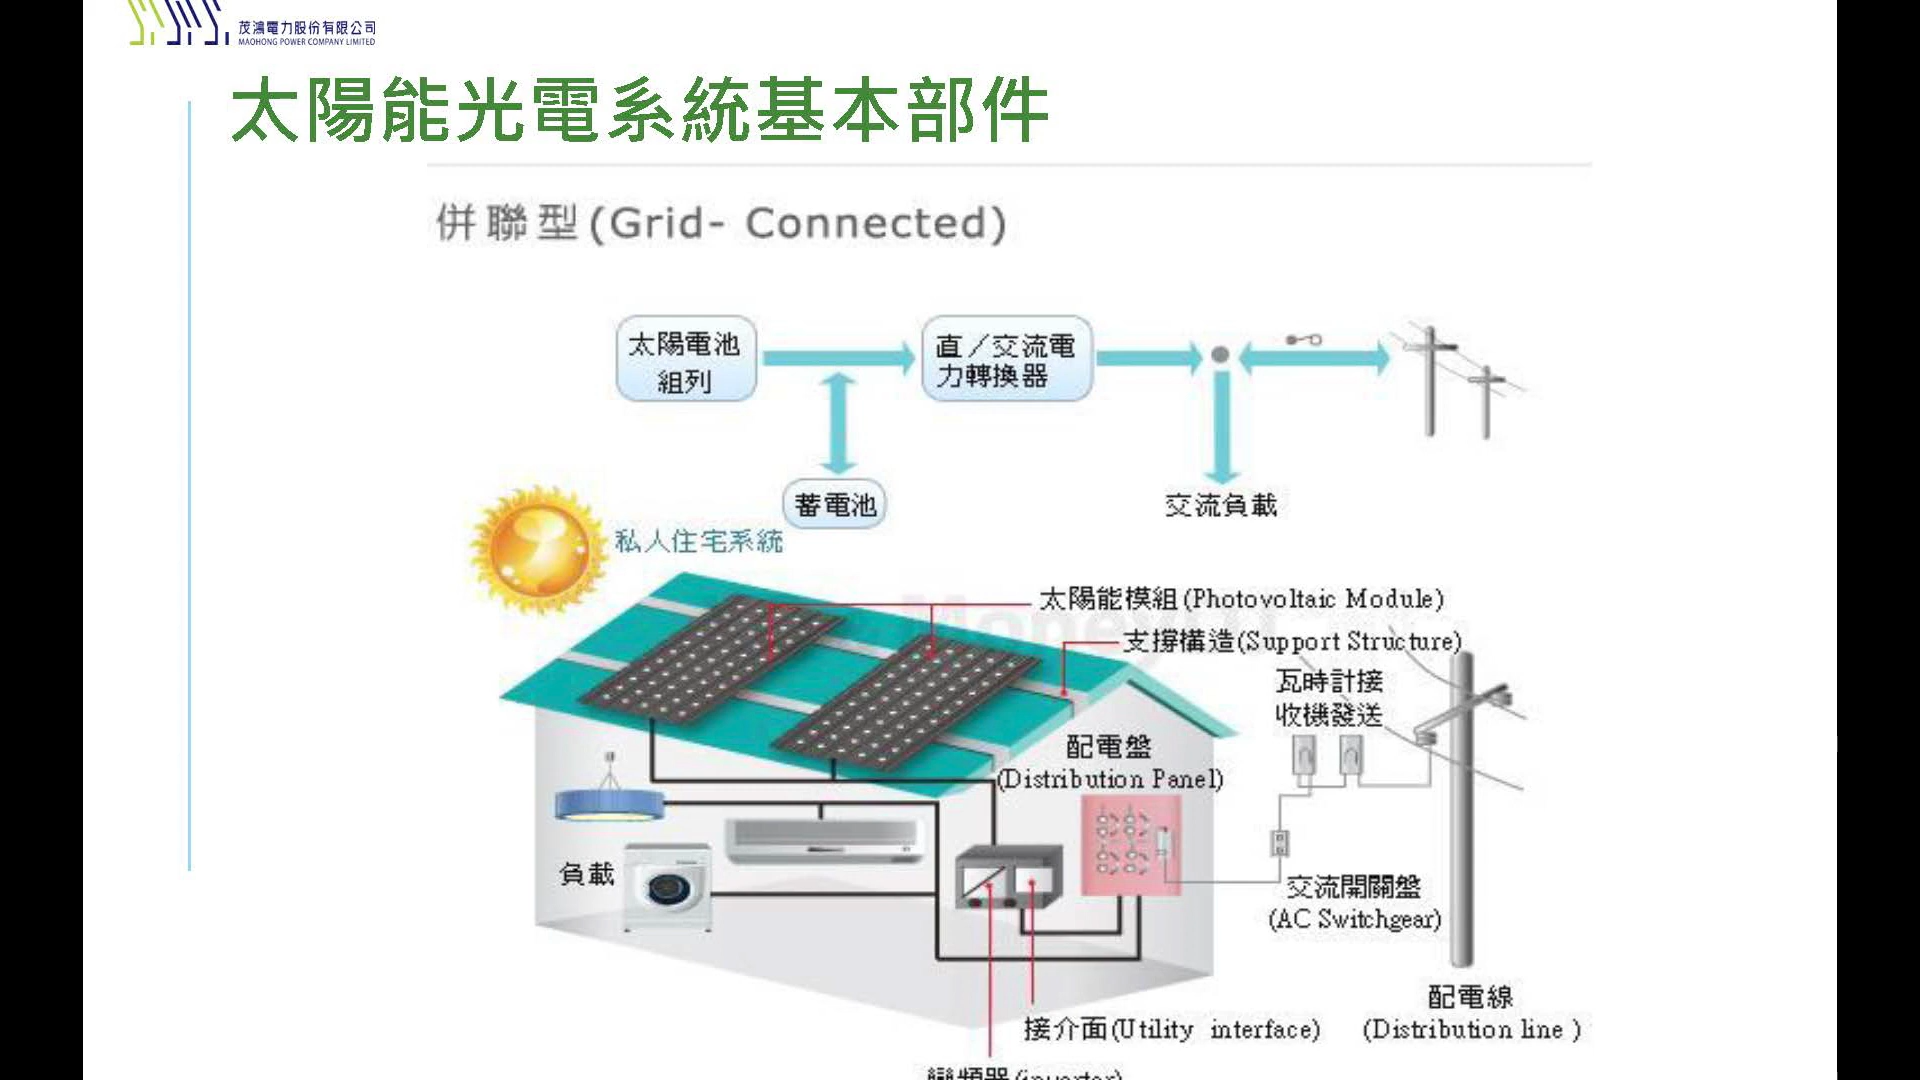 茂鴻電力股份有限公司
MAOHONG POWER COMPANY LIMITED
太陽能光電系統基本部件
併聯型(Grid- Connected)
太陽電池
組列
直／交流電
力轉換器
蓄電池
交流負載
私人住宅系統
太陽能模組(Photovoltaic Module)
支撐構造(Support Structure)
瓦時計接
收機發送
配電盤
(Distribution Panel)
負載
交流開關盤
(AC Switchgear)
配電線
(Distribution line )
接介面(Utility interface)
變頻器(inverter)